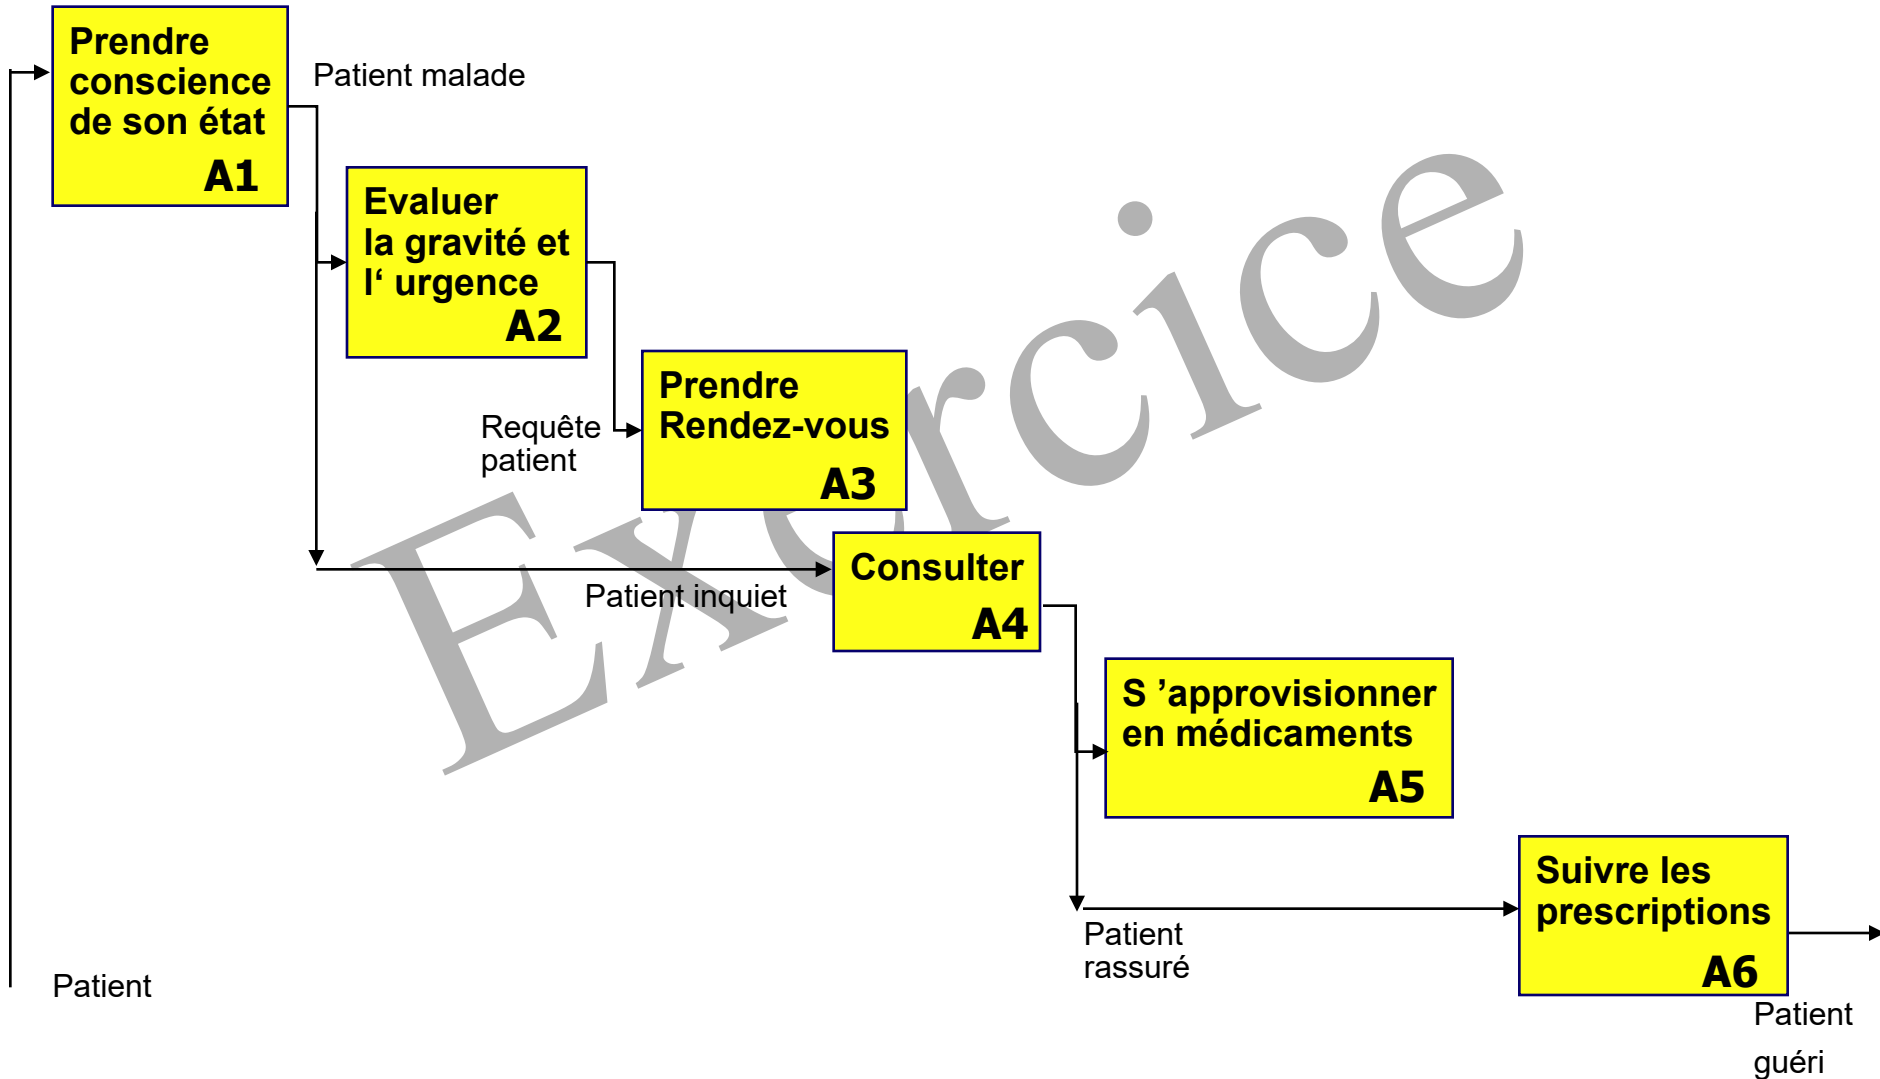 Prendre
conscience
de son état
A1
Patient malade
Evaluer
la gravité et
l‘ urgence
A2
Requête
patient
Prendre
Rendez-vous
A3
Exercice
Patient inquiet
Consulter
A4
S ’approvisionner
en médicaments
A5
Patient
rassuré
Suivre les
prescriptions
A6
Patient
Patient
guéri